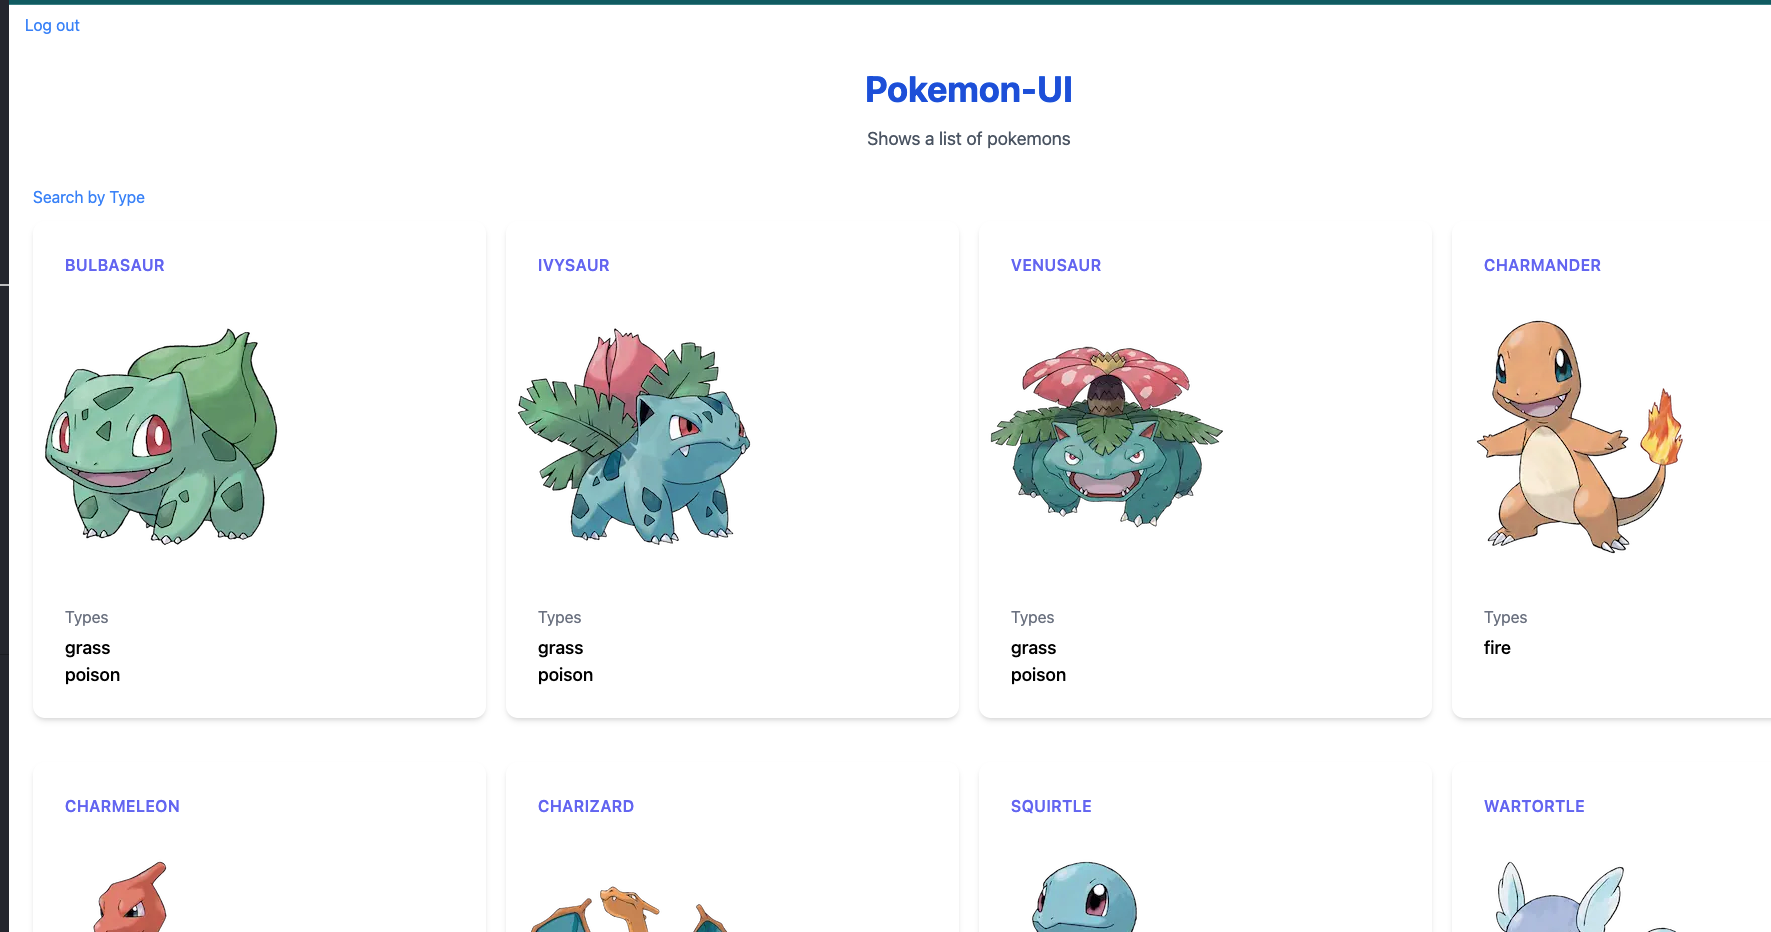 Log out
Pokemon-UI
Shows a list of pokemons
Search by Type
BULBASAUR
Types
grass
poison
IVYSAUR
Types
grass
poison
VENUSAUR
Types
grass
poison
CHARMANDER
Types
fire
CHARMELEON
CHARIZARD
SQUIRTLE
WARTORTLE